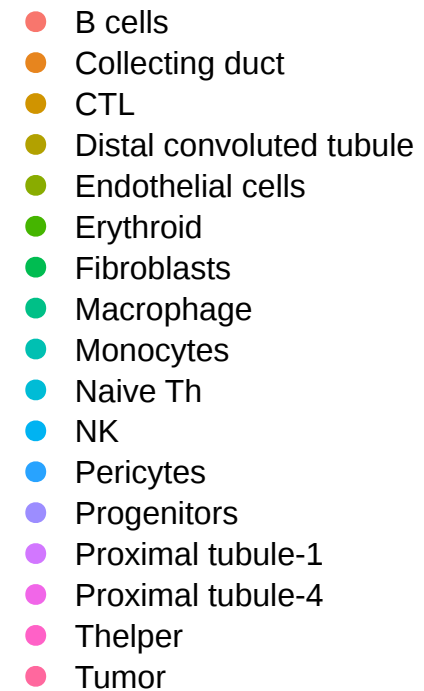 B cells
Collecting duct
CTL
Distal convoluted tubule
Endothelial cells
Erythroid
Fibroblasts
Macrophage
Monocytes
Naive Th
NK
Pericytes
Progenitors
Proximal tubule-1
Proximal tubule-4
Thelper
Tumor